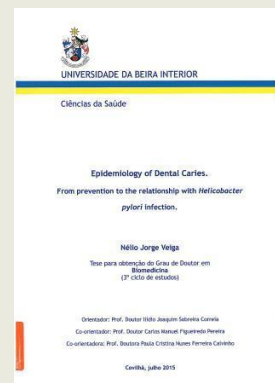 UNIVERSIDADE DA BEIRA INTERIOR
Ciências da Saúde
Epidemiology of Dental Caries.
From prevention to the relationship with Helicobacter
pylori infection.
Nélio Jorge Veiga
Tese para obtenção do Grau de Doutor em
Biomedicina
(3º ciclo de estudos)
Orientador: Prof. Doutor Ilídio Joaquim Sobreira Correia
Co-orientador: Prof. Doutor Carlos Manuel Figueiredo Pereira
Co-orientadora: Prof. Doutora Paula Cristina Nunes Ferreira Calvinho
Covilhã, julho 2015